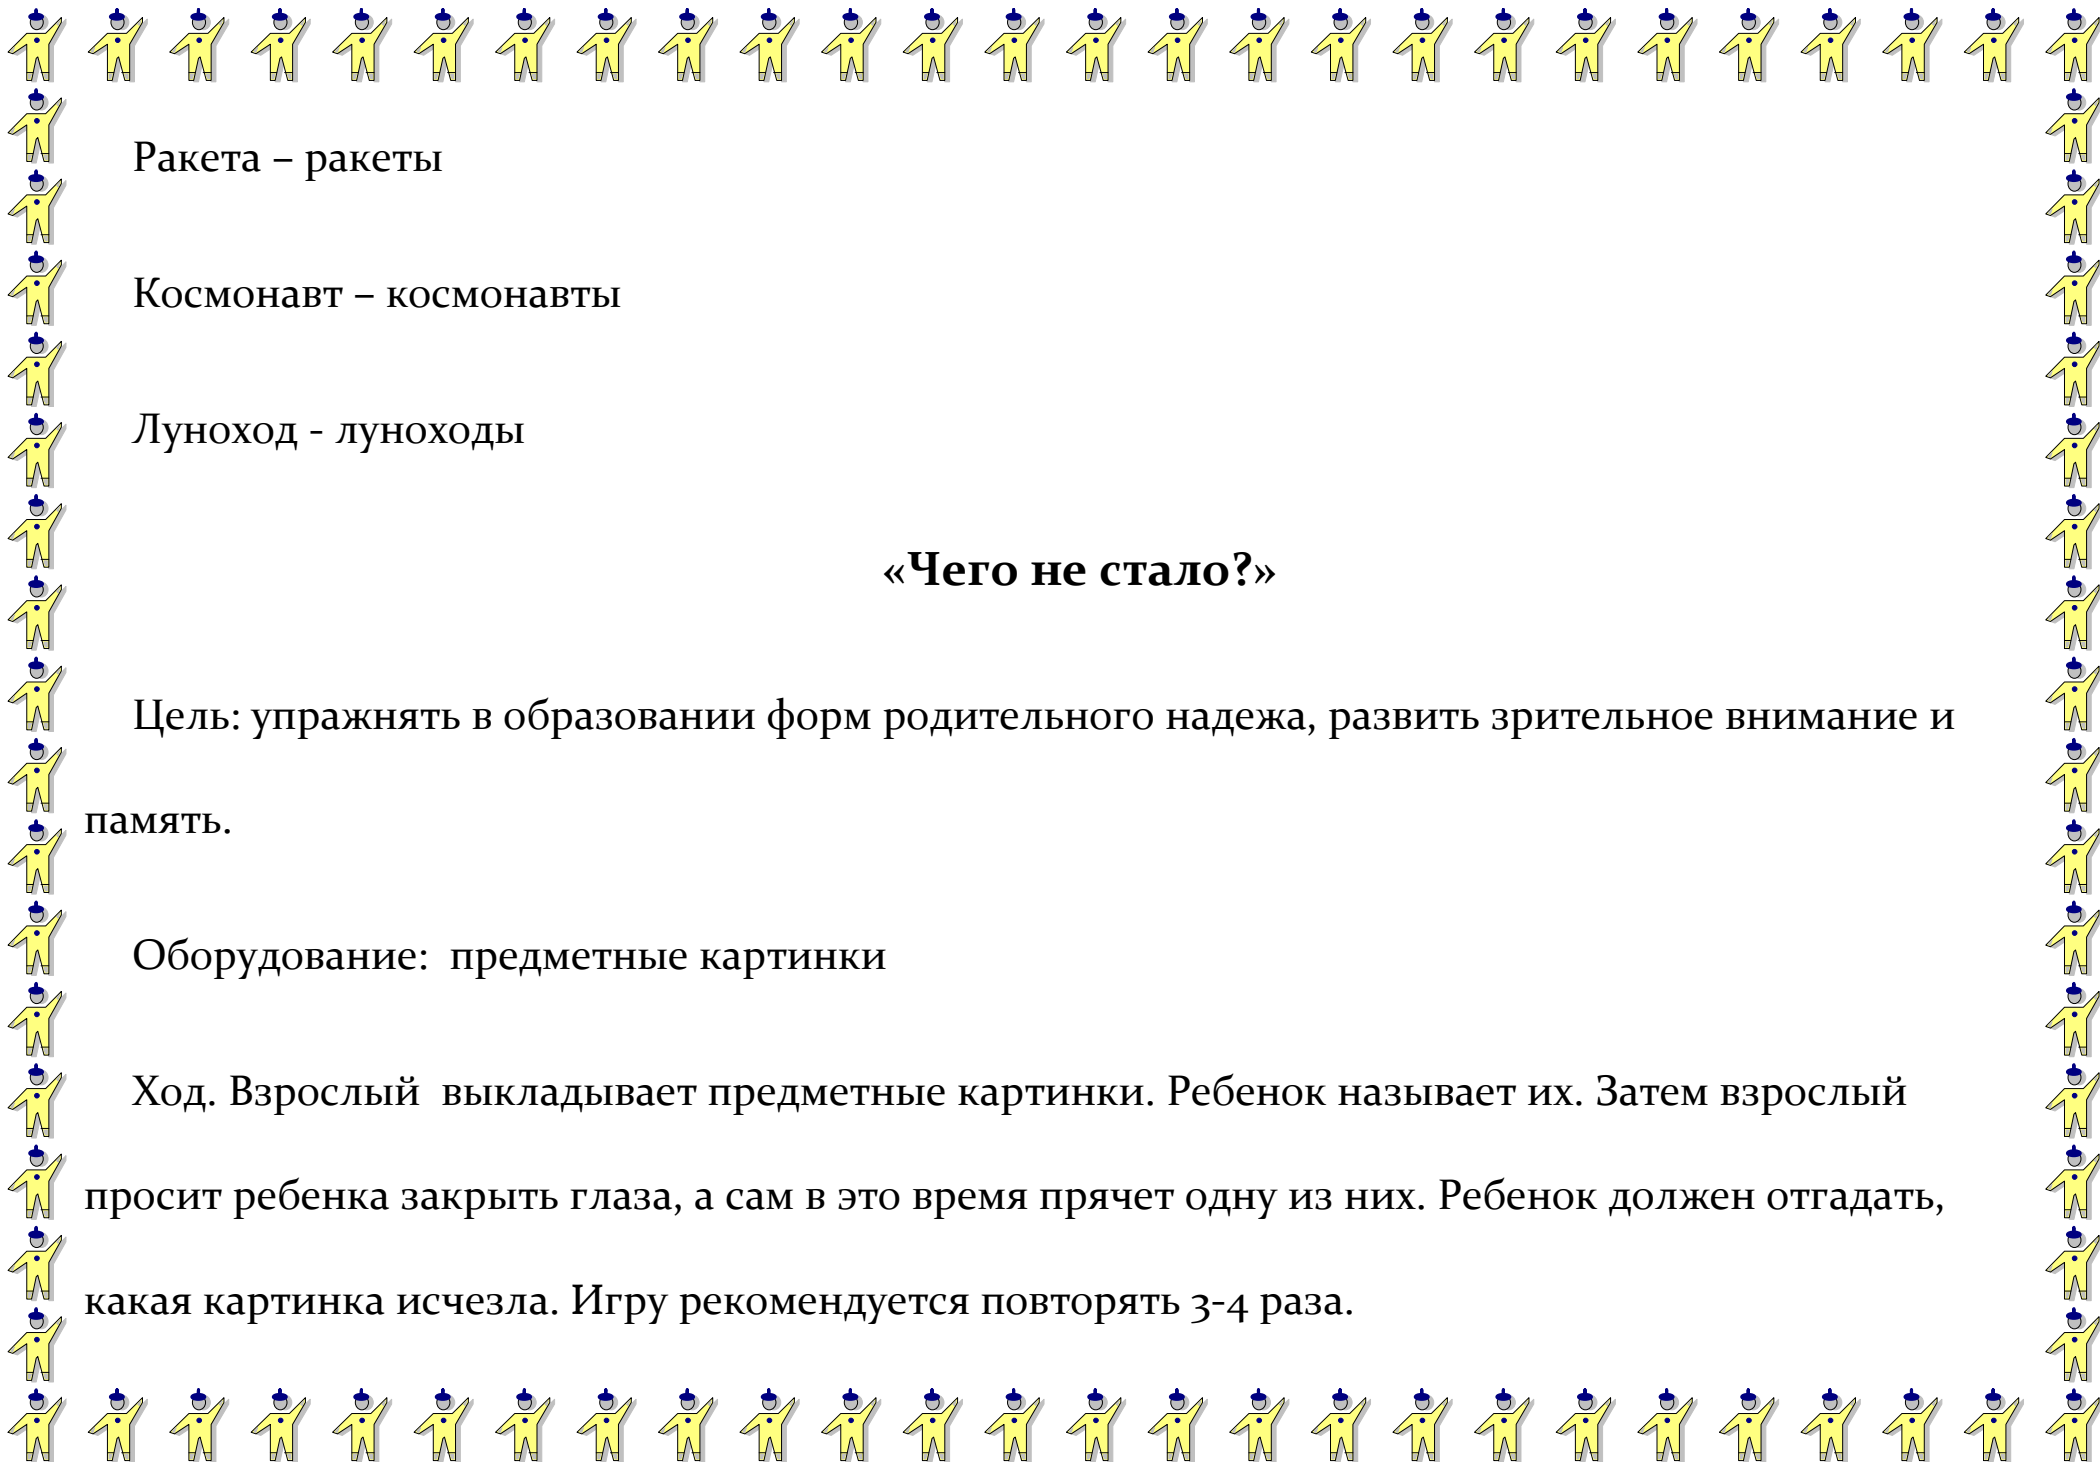 Ракета – ракеты
Космонавт – космонавты
Луноход - луноходы
«Чего не стало?»
Цель: упражнять в образовании форм родительного надежа, развить зрительное внимание и
память.
Оборудование:  предметные картинки
Ход. Взрослый  выкладывает предметные картинки. Ребенок называет их. Затем взрослый
просит ребенка закрыть глаза, а сам в это время прячет одну из них. Ребенок должен отгадать,
какая картинка исчезла. Игру рекомендуется повторять 3-4 раза.